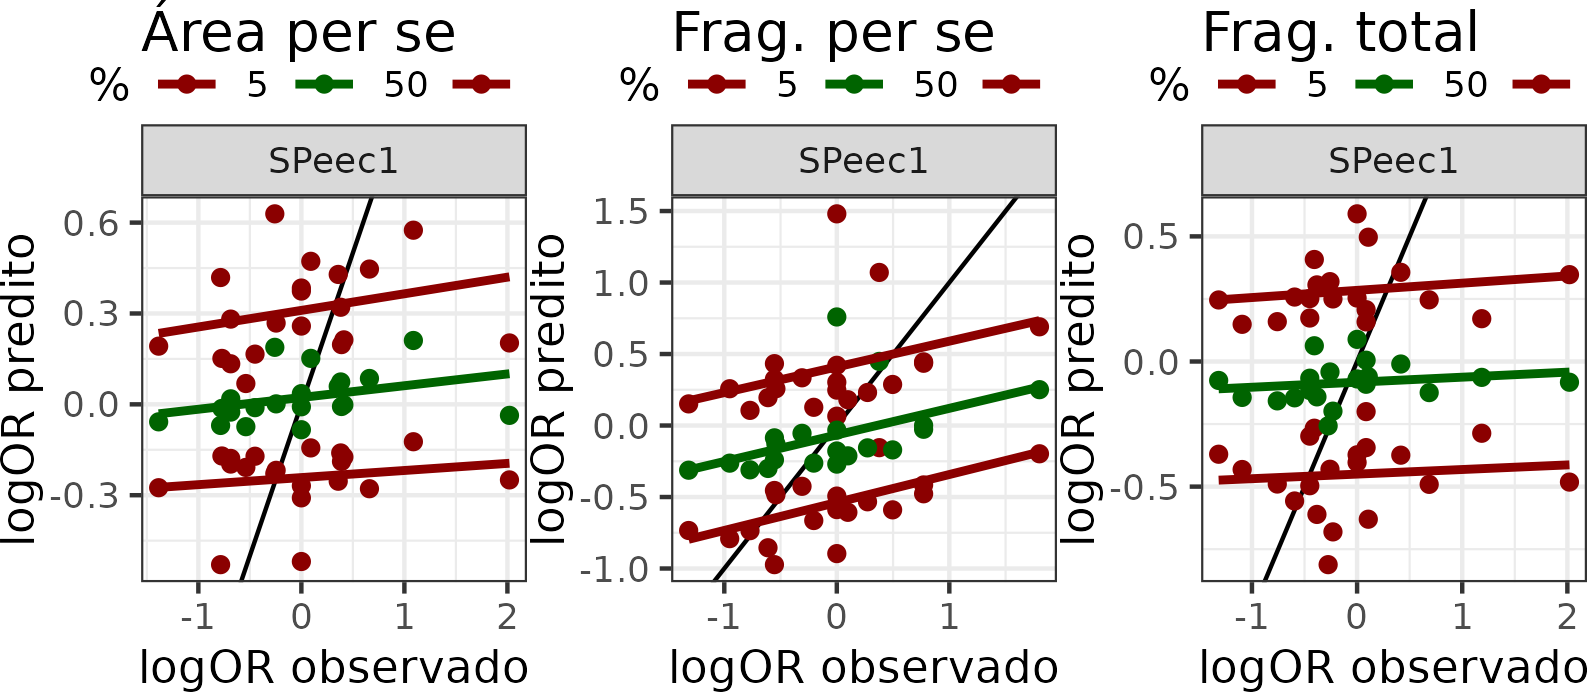 Área per se
% 5 50
SPeec1
0.6
0.3
0.0
-0.3
-1 0 1 2
logOR observado
logOR predito
Frag. per se
% 5 50
SPeec1
1.5
1.0
0.5
0.0
-0.5
-1.0
-1 0 1
logOR observado
logOR predito
Frag. total
% 5 50
SPeec1
0.5
0.0
-0.5
-1 0 1 2
logOR observado
logOR predito